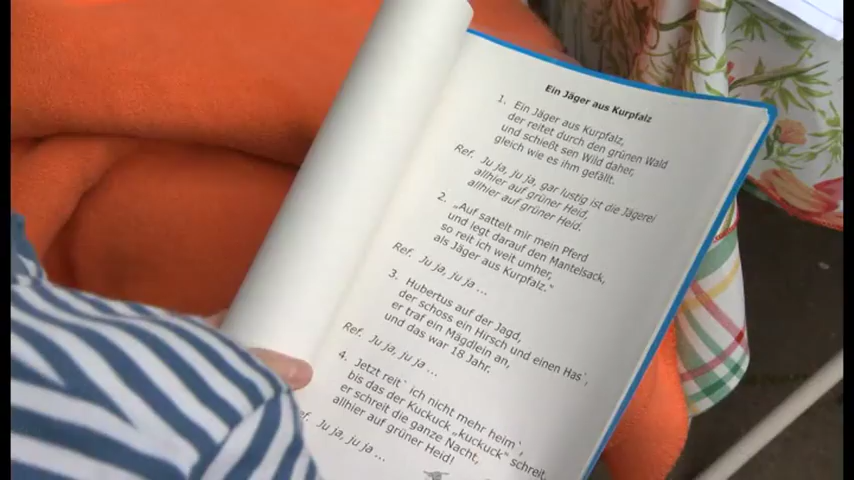 Ein Jäger aus Kurpfalz
1. Ein Jäger aus Kurpfalz,
der reitet durch den grünen Wald
und schießt sen Wild daher,
gleich wie es ihm gefällt.
Ref. Ju ja, ju ja, gar lustig ist die Jägerei
allhier auf grüner Heid,
allhier auf grüner Heid.
2. „Auf sattelt mir mein Pferd
und legt darauf den Mantelsack,
so reit ich weit umher,
als Jäger aus Kurpfalz."
Ref. Ju ja, ju ja ...
3. Hubertus auf der Jagd,
der schoss ein Hirsch und einen Has`,
er traf ein Mägdlein an,
und das war 18 Jahr.
Ref. Ju ja, ju ja ...
4. Jetzt reit` ich nicht mehr heim`,
bis das der Kuckuck „kuckuck" schreit,
er schreit die ganze Nacht,
allhier auf grüner Heid!
ef. Ju ja, ju ja ...